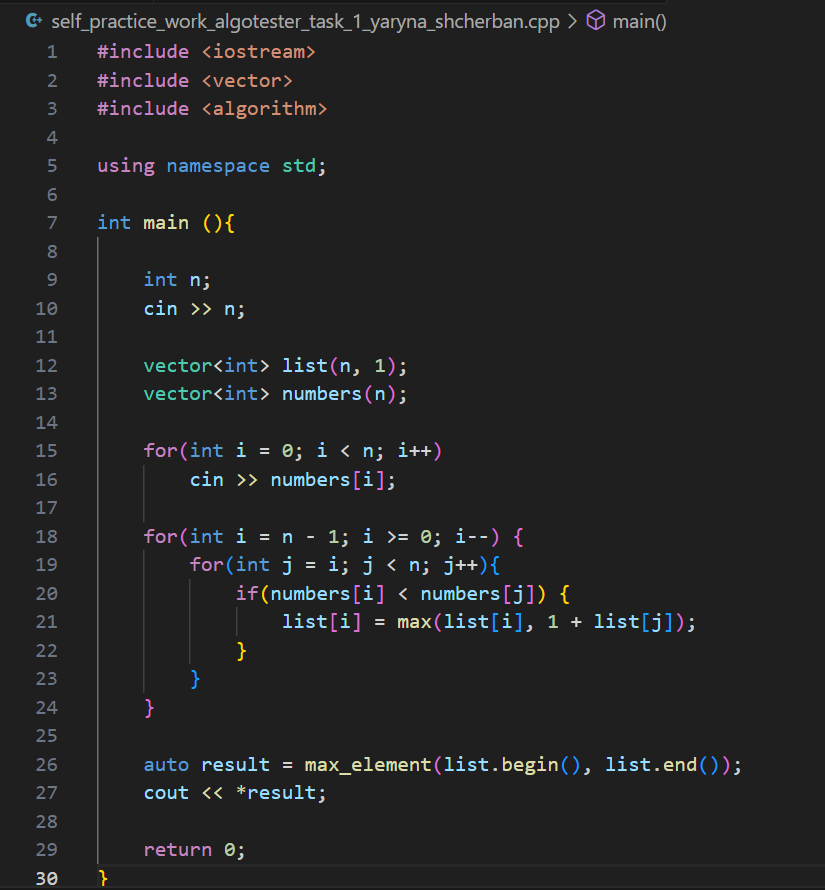 self_practice_work_algotester_task_1_yaryna_shcherban.cpp > main()
1 #include <iostream>
2 #include <vector>
3 #include <algorithm>
4
5 using namespace std;
6
7 int main (){
8
9     int n;
10     cin >> n;
11
12     vector<int> list(n, 1);
13     vector<int> numbers(n);
14
15     for(int i = 0; i < n; i++)
16         cin >> numbers[i];
17
18     for(int i = n - 1; i >= 0; i--) {
19         for(int j = i; j < n; j++){
20             if(numbers[i] < numbers[j]) {
21                 list[i] = max(list[i], 1 + list[j]);
22             }
23         }
24     }
25
26     auto result = max_element(list.begin(), list.end());
27     cout << *result;
28
29     return 0;
30 }